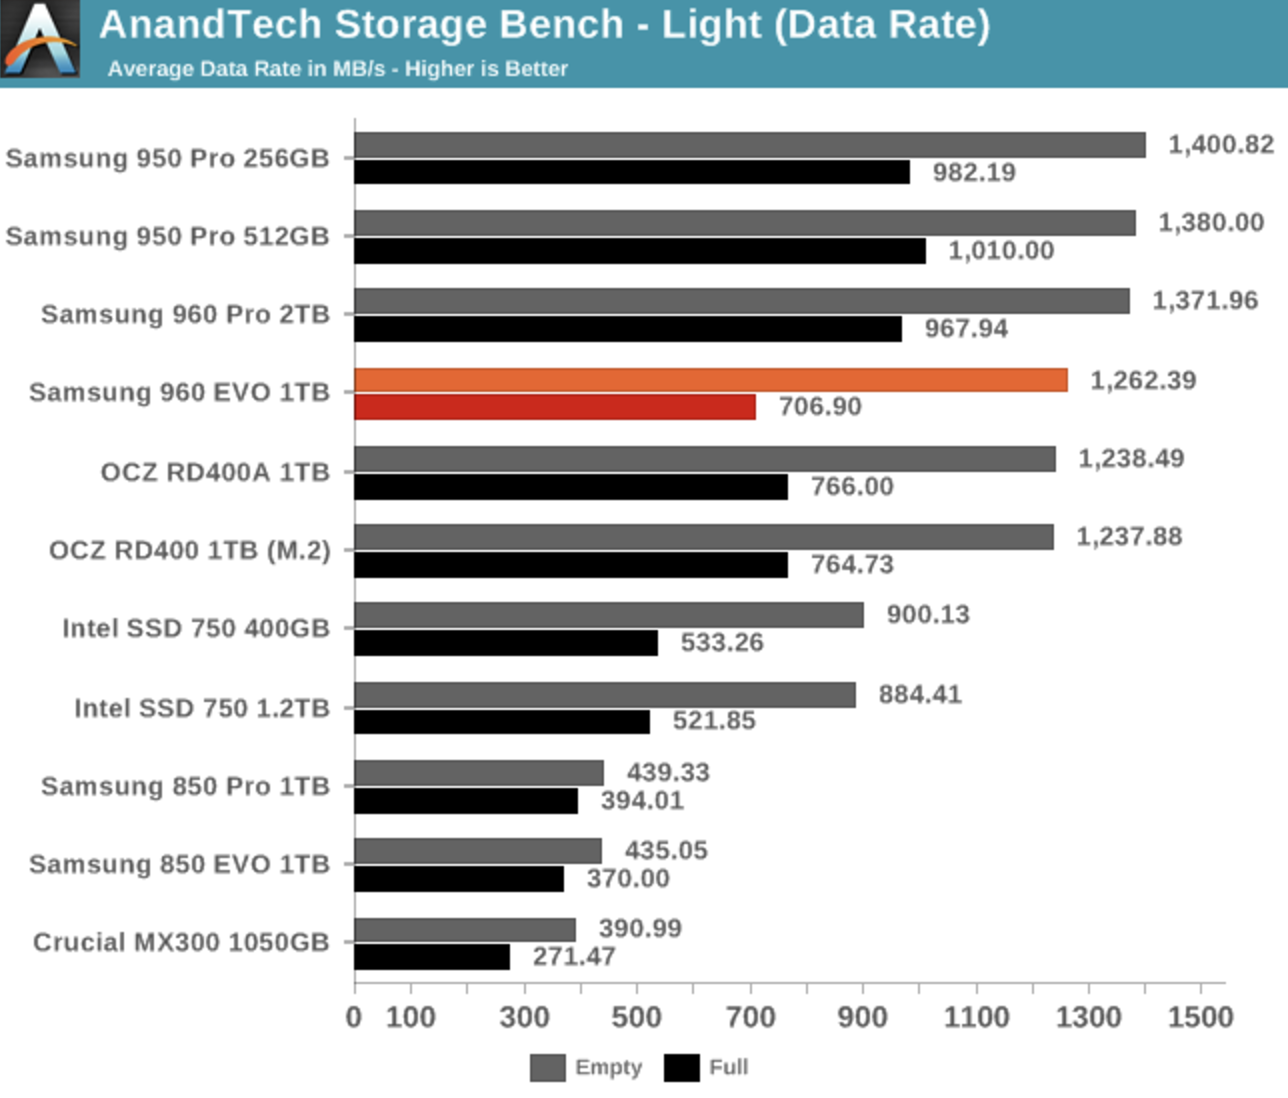 AnandTech Storage Bench - Light (Data Rate)
Average Data Rate in MB/s - Higher is Better
Samsung 950 Pro 256GB
1,400.82
982.19
Samsung 950 Pro 512GB
1,380.00
1,010.00
Samsung 960 Pro 2TB
1,371.96
967.94
Samsung 960 EVO 1TB
1,262.39
706.90
OCZ RD400A 1TB
1,238.49
766.00
OCZ RD400 1TB (M.2)
1,237.88
764.73
Intel SSD 750 400GB
900.13
533.26
Intel SSD 750 1.2TB
884.41
521.85
Samsung 850 Pro 1TB
439.33
394.01
Samsung 850 EVO 1TB
435.05
370.00
Crucial MX300 1050GB
390.99
271.47
0 100 300 500 700 900 1100 1300 1500
Empty Full